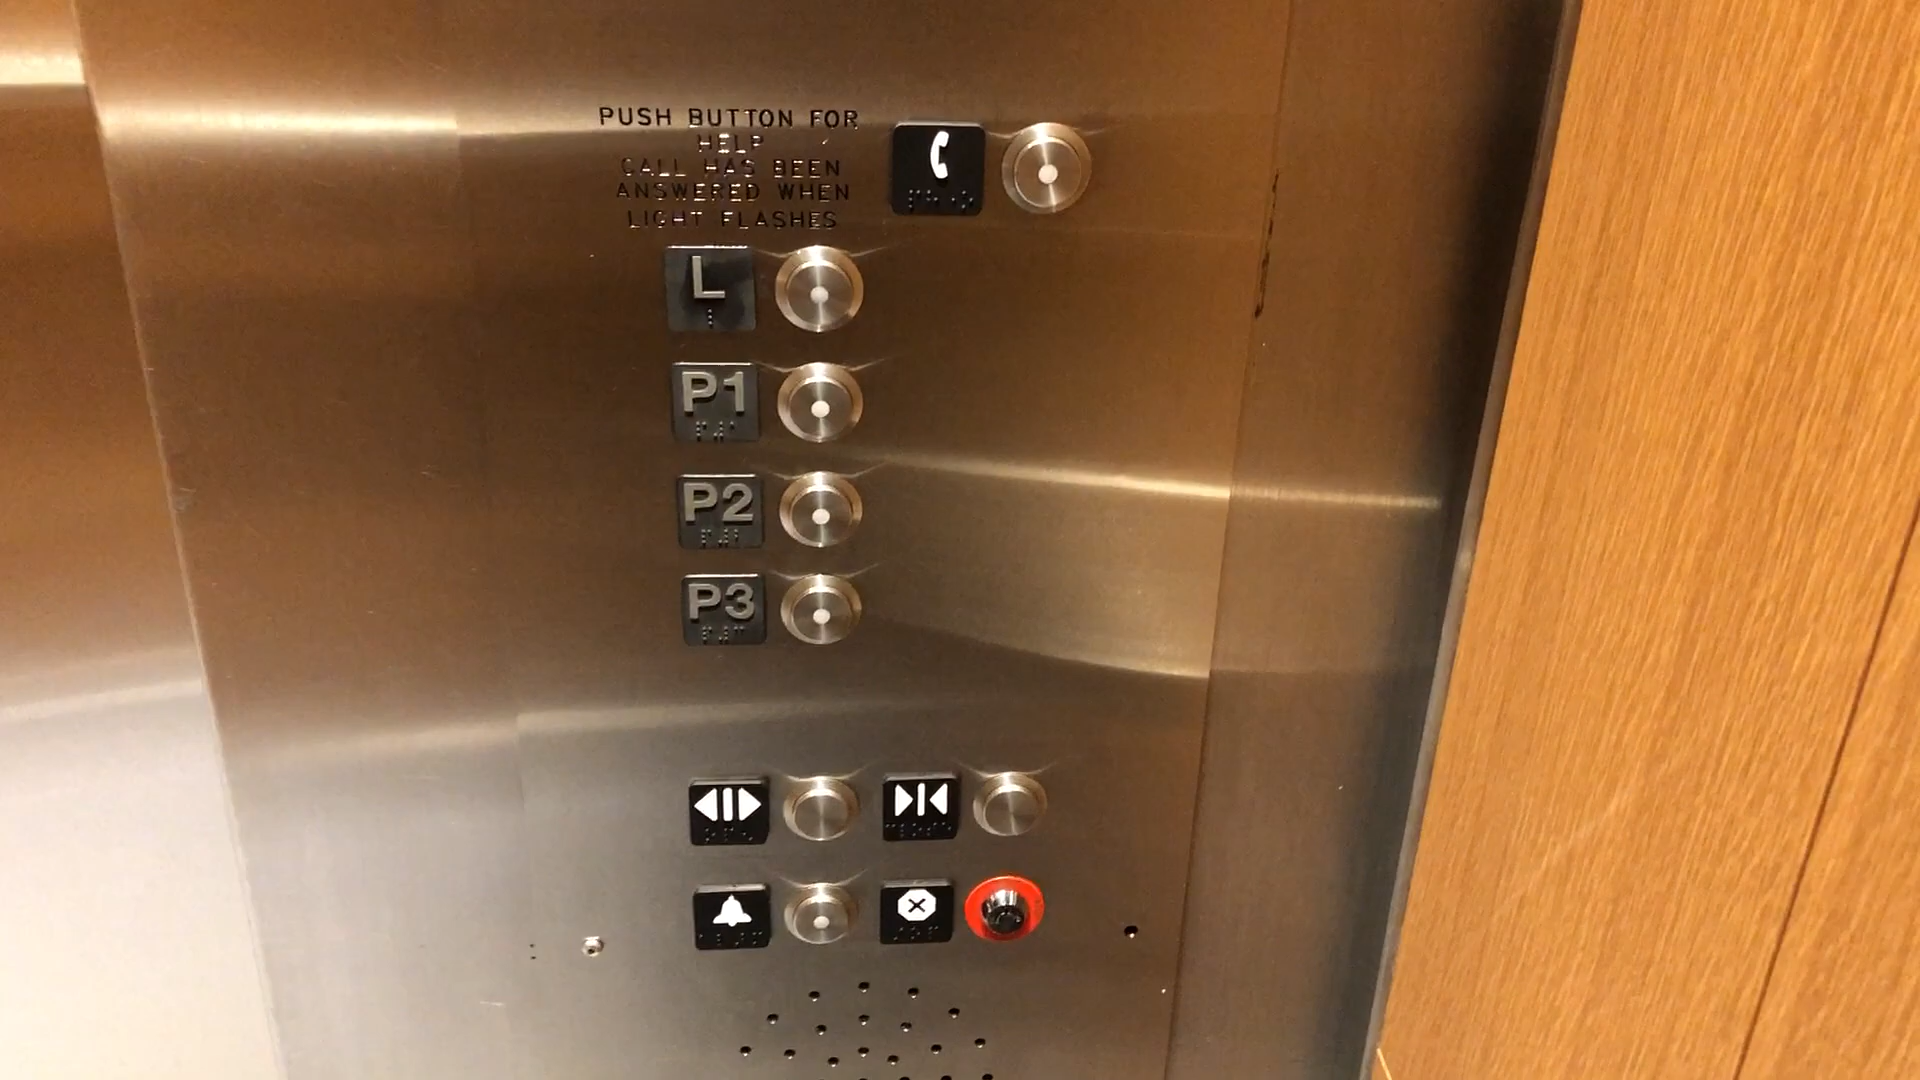 PUSH BUTTON FOR
HELP
CALL HAS BEEN
ANSWERED WHEN
LIGHT FLASHES
L
P1
P2
P3